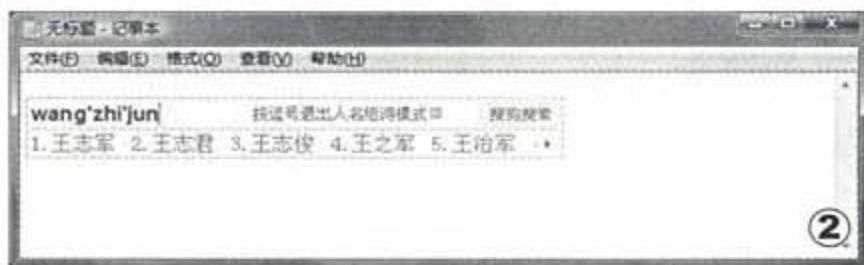 无标题 - 记事本
文件(F) 编辑(E) 格式(O) 查看(V) 帮助(H)
wang'zhi'jun 按逗号退出人名组词模式 搜狗搜索
1.王志军 2.王志君 3.王志俊 4.王之军 5.王治军
②